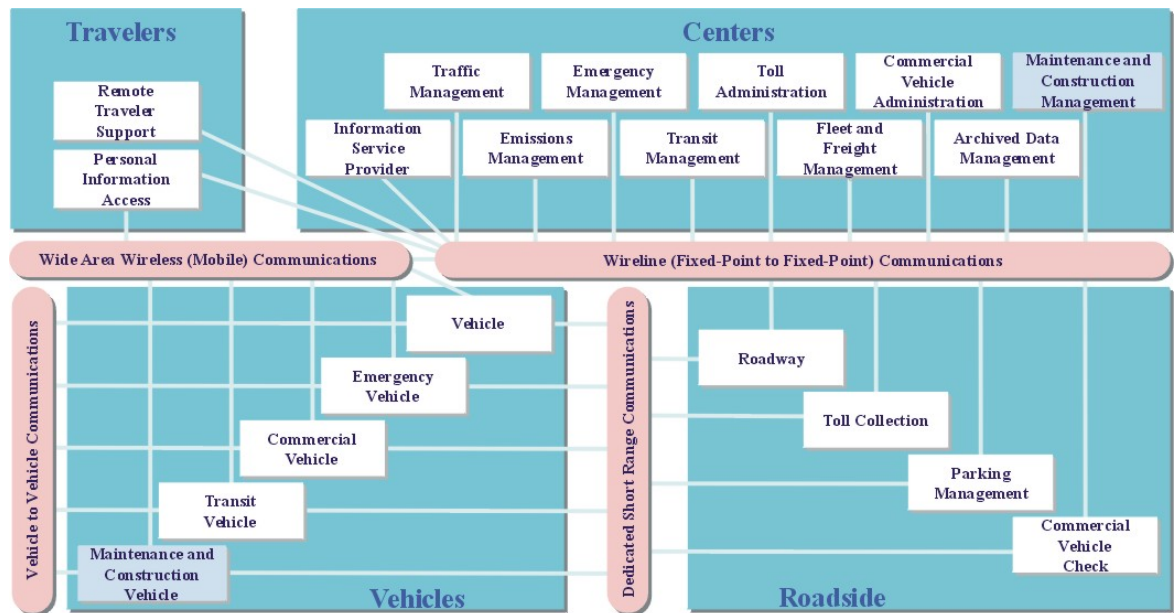 Travelers
Remote
Traveler
Support
Personal
Information
Access
Centers
Traffic
Management
Emergency
Management
Toll
Administration
Commercial
Vehicle
Administration
Maintenance and
Construction
Management
Information
Service
Provider
Emissions
Management
Transit
Management
Fleet and
Freight
Management
Archived Data
Management
Wide Area Wireless (Mobile) Communications
Wireline (Fixed-Point to Fixed-Point) Communications
Vehicle to Vehicle Communications
Vehicle
Emergency
Vehicle
Commercial
Vehicle
Transit
Vehicle
Maintenance and
Construction
Vehicle
Vehicles
Dedicated Short Range Communications
Roadway
Toll Collection
Parking
Management
Commercial
Vehicle
Check
Roadside